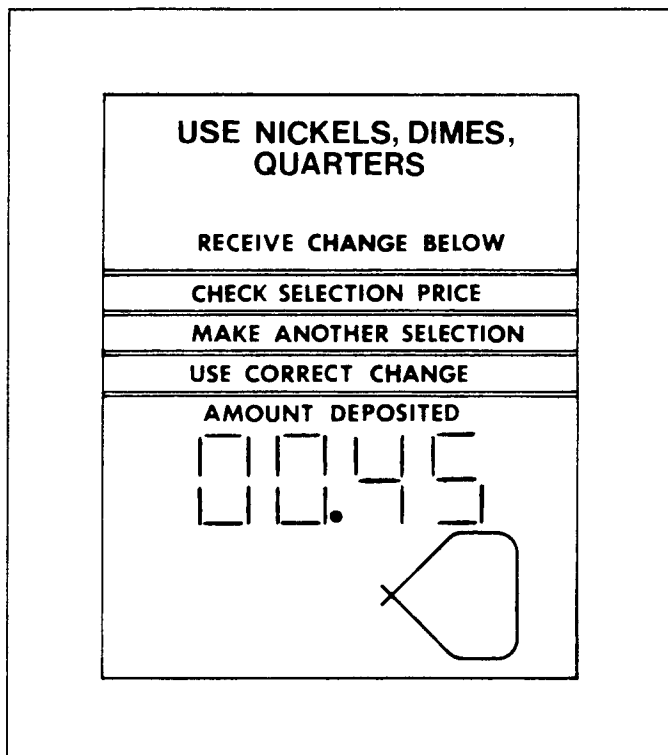 USE NICKELS, DIMES,
QUARTERS
RECEIVE CHANGE BELOW
CHECK SELECTION PRICE
MAKE ANOTHER SELECTION
USE CORRECT CHANGE
AMOUNT DEPOSITED
00.45